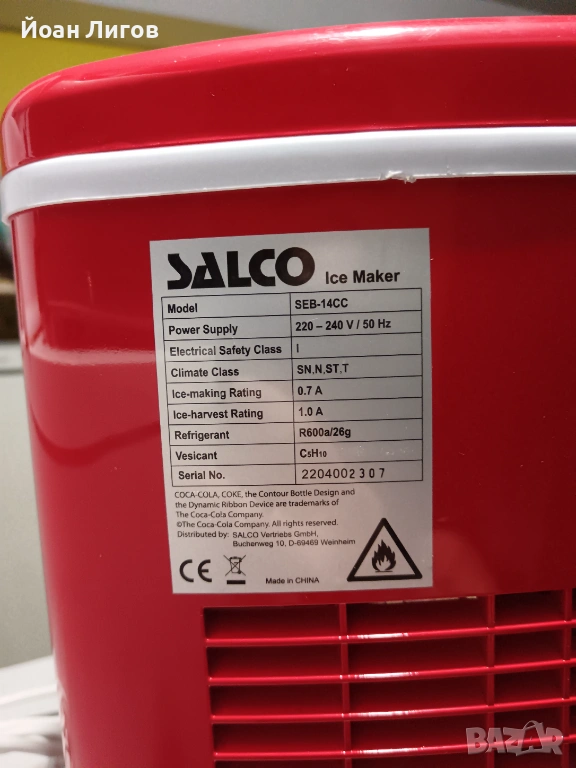 Йоан Лигов
SALCO Ice Maker
Model SEB-14CC
Power Supply 220 – 240 V / 50 Hz
Electrical Safety Class I
Climate Class SN,N,ST,T
Ice-making Rating 0.7 A
Ice-harvest Rating 1.0 A
Refrigerant R600a/26g
Vesicant C5H10
Serial No. 2204002307
COCA-COLA, COKE, the Contour Bottle Design and
the Dynamic Ribbon Device are trademarks of
The Coca-Cola Company.
©The Coca-Cola Company. All rights reserved.
Distributed by: SALCO Vertriebs GmbH,
Buchenweg 10, D-69469 Weinheim
CE
Made in CHINA
BAZAR